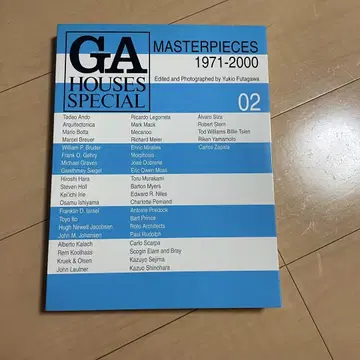 GA
HOUSES
SPECIAL
MASTERPIECES
1971-2000
Edited and Photographed by Yukio Futagawa
02
Tadao Ando
Arquitectonica
Mario Botta
Marcel Breuer
William P. Bruder
Frank O. Gehry
Michael Graves
Gwathmey Siegel
Hiroshi Hara
Steven Holl
Kei'ichi Irie
Osamu Ishiyama
Franklin D. Israel
Toyo Ito
Hugh Newell Jacobsen
John M. Johansen
Alberto Kalach
Rem Koolhaas
Krueck & Olsen
John Lautner
Ricardo Legorreta
Mark Mack
Mecanoo
Richard Meier
Enric Miralles
Morphosis
José Oubrerie
Eric Owen Moss
Toru Murakami
Barton Myers
Edward R. Niles
Charlotte Perriand
Antoine Predock
Bart Prince
Roto Architects
Paul Rudolph
Carlo Scarpa
Scogin Elam and Bray
Kazuyo Sejima
Kazuo Shinohara
Alvaro Siza
Robert Stern
Tod Williams Billie Tsien
Riken Yamamoto
Carlos Zapata